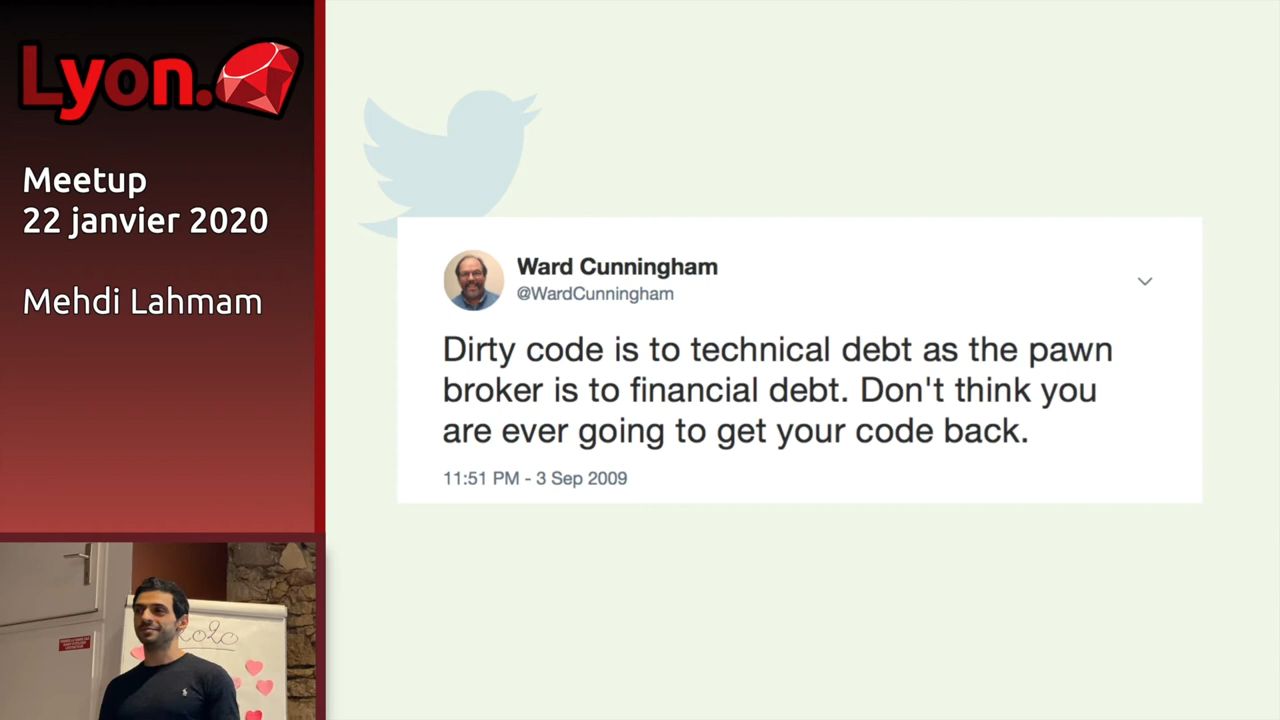 Lyon.
Meetup
22 janvier 2020
Mehdi Lahmam
Ward Cunningham
@WardCunningham
Dirty code is to technical debt as the pawn
broker is to financial debt. Don't think you
are ever going to get your code back.
11:51 PM - 3 Sep 2009